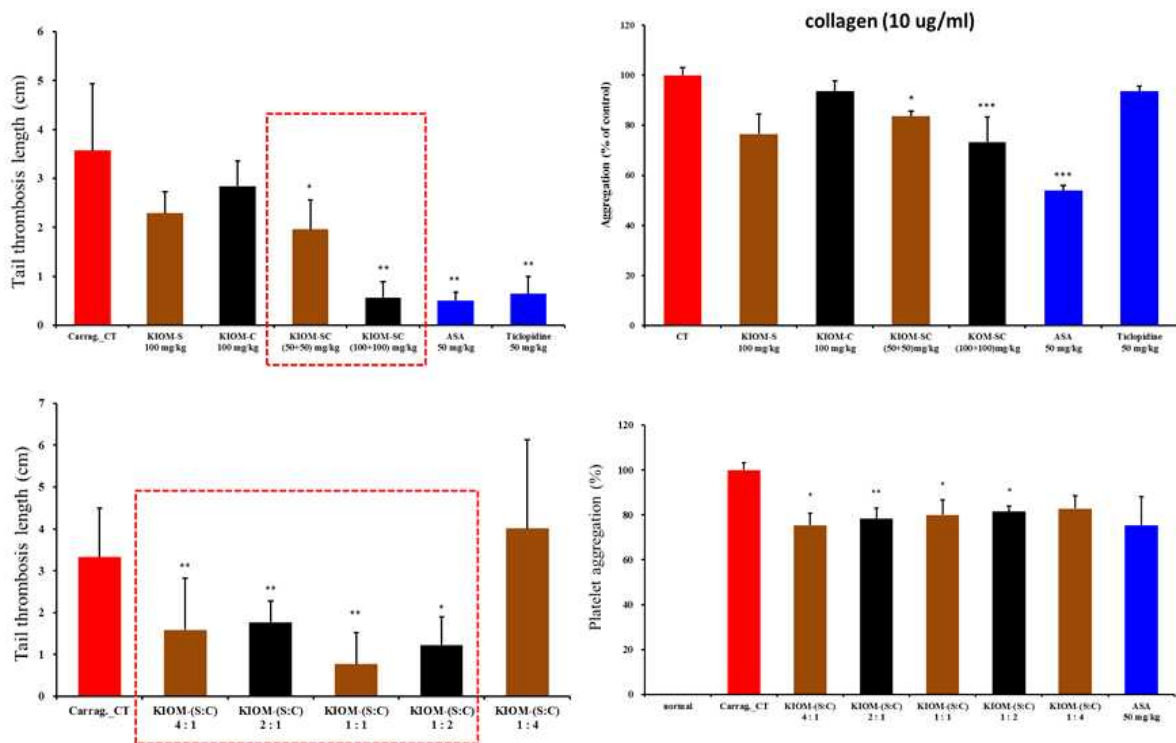 6
5
4
3
2
1
0
Tail thrombosis length (cm)
*
**
**
**
Carrag._CT
KIOM-S
100 mg/kg
KIOM-C
100 mg/kg
KIOM-SC
(50+50) mg/kg
KIOM-SC
(100+100) mg/kg
ASA
50 mg/kg
Ticlopidine
50 mg/kg
collagen (10 ug/ml)
120
100
80
60
40
20
0
Aggregation (% of control)
*
***
***
CT
KIOM-S
100 mg/kg
KIOM-C
100 mg/kg
KIOM-SC
(50+50)mg/kg
KIOM-SC
(100+100)mg/kg
ASA
50 mg/kg
Ticlopidine
50 mg/kg
7
6
5
4
3
2
1
0
Tail thrombosis length (cm)
**
**
**
*
Carrag._CT
KIOM-(S:C)
4 : 1
KIOM-(S:C)
2 : 1
KIOM-(S:C)
1 : 1
KIOM-(S:C)
1 : 2
KIOM-(S:C)
1 : 4
120
100
80
60
40
20
0
Platelet aggregation (%)
*
**
*
*
normal
Carrag._CT
KIOM-(S:C)
4 : 1
KIOM-(S:C)
2 : 1
KIOM-(S:C)
1 : 1
KIOM-(S:C)
1 : 2
KIOM-(S:C)
1 : 4
ASA
50 mg/kg